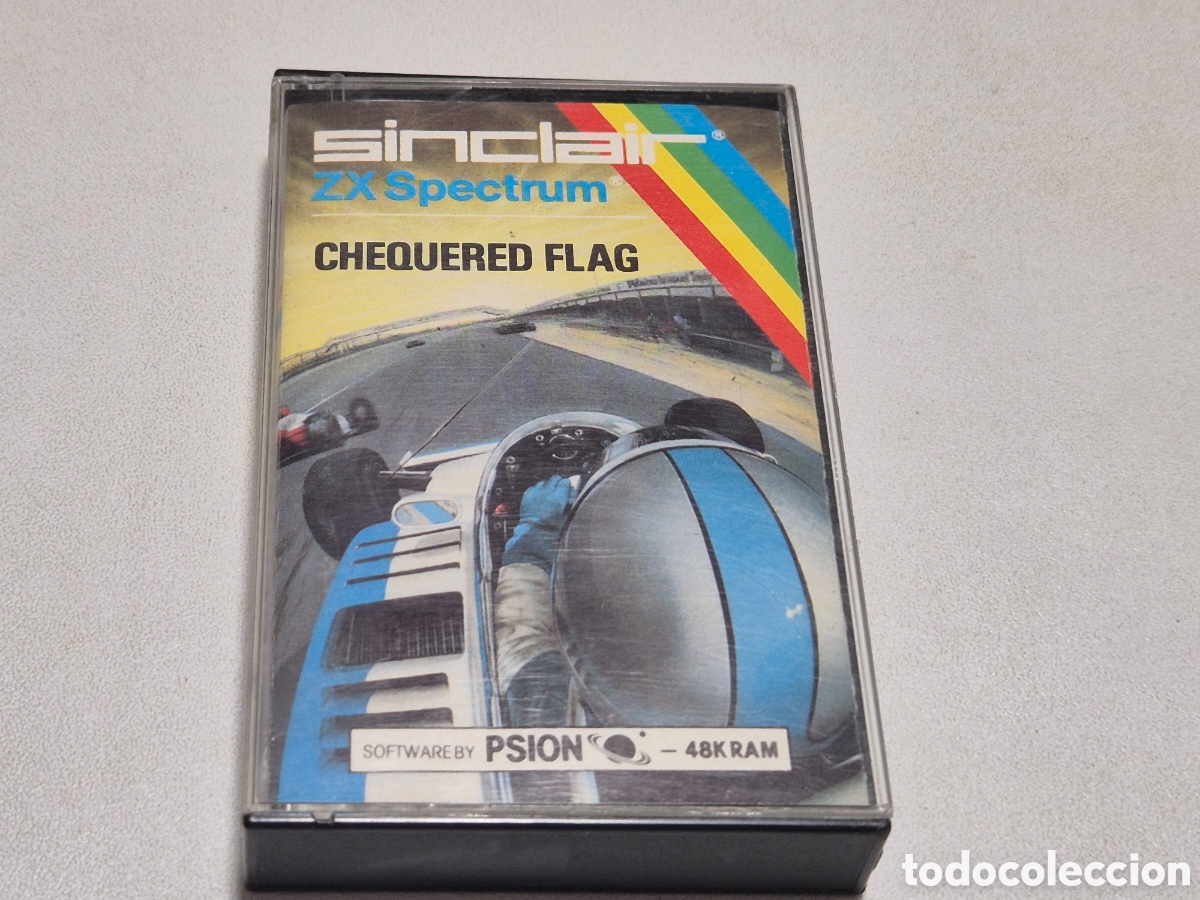 sinclair®
ZX Spectrum®
CHEQUERED FLAG
SOFTWARE BY PSION – 48K RAM
todocoleccion